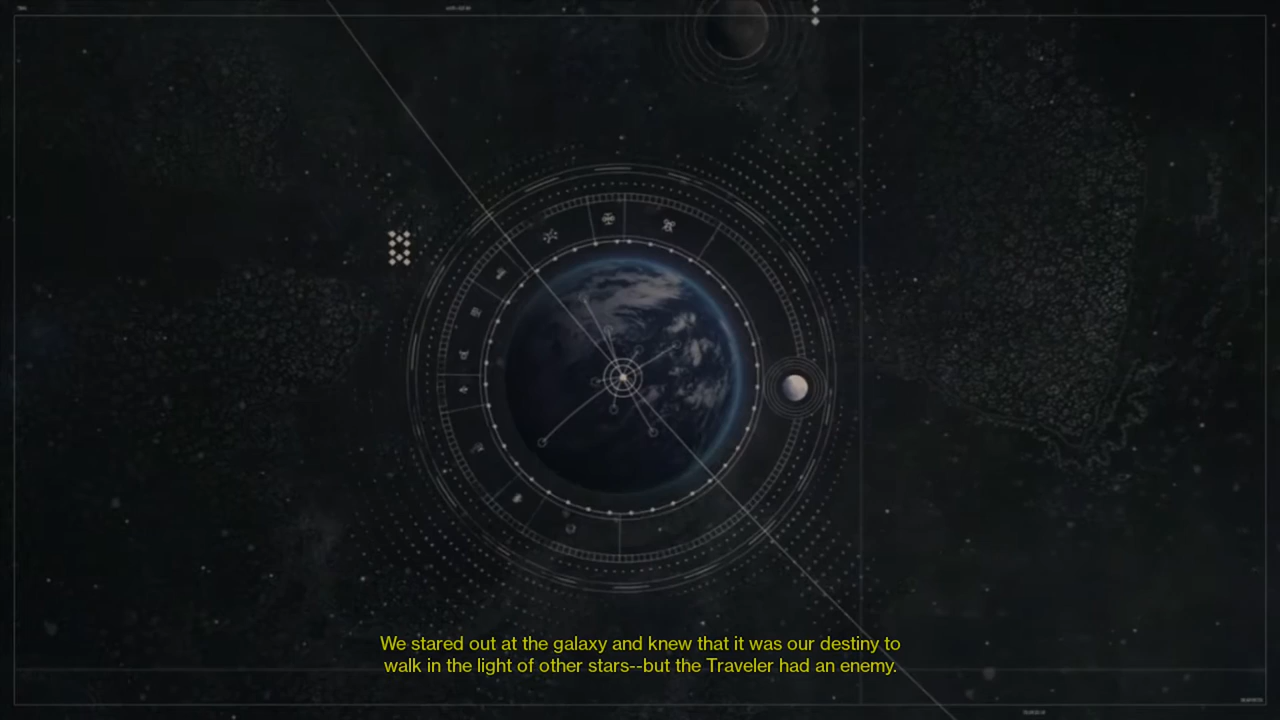 We stared out at the galaxy and knew that it was our destiny to
walk in the light of other stars--but the Traveler had an enemy.